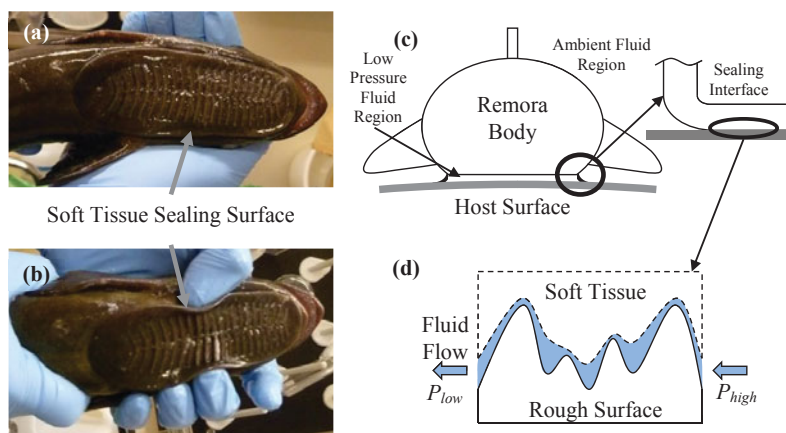 (a)
Soft Tissue Sealing Surface
(b)
(c)
Low
Pressure
Fluid
Region
Ambient Fluid
Region
Sealing
Interface
Remora
Body
Host Surface
(d)
Soft Tissue
Fluid
Flow
P_low
P_high
Rough Surface